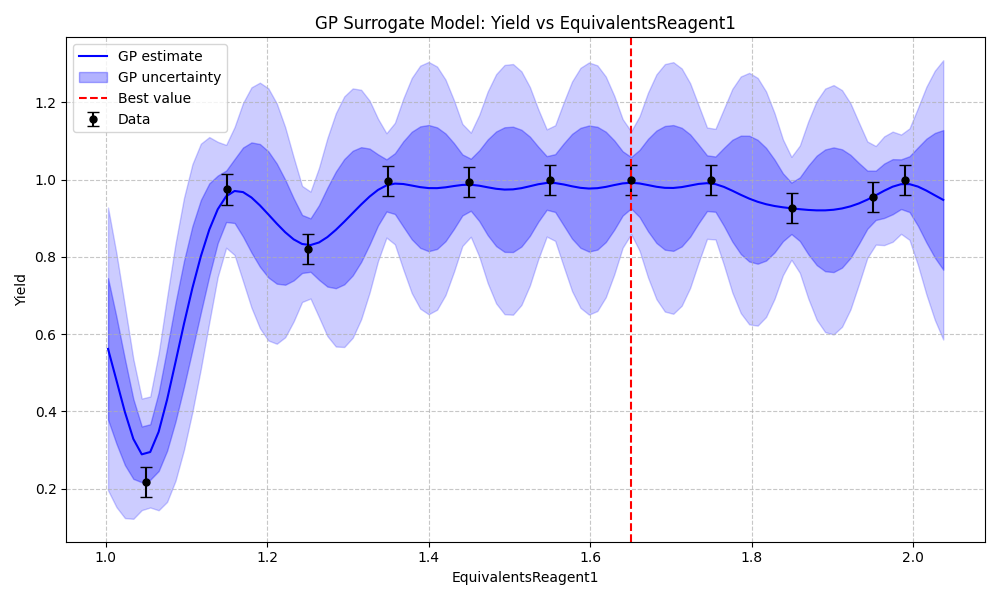 GP Surrogate Model: Yield vs EquivalentsReagent1
GP estimate
GP uncertainty
Best value
Data
Yield
1.2
1.0
0.8
0.6
0.4
0.2
1.0 1.2 1.4 1.6 1.8 2.0
EquivalentsReagent1